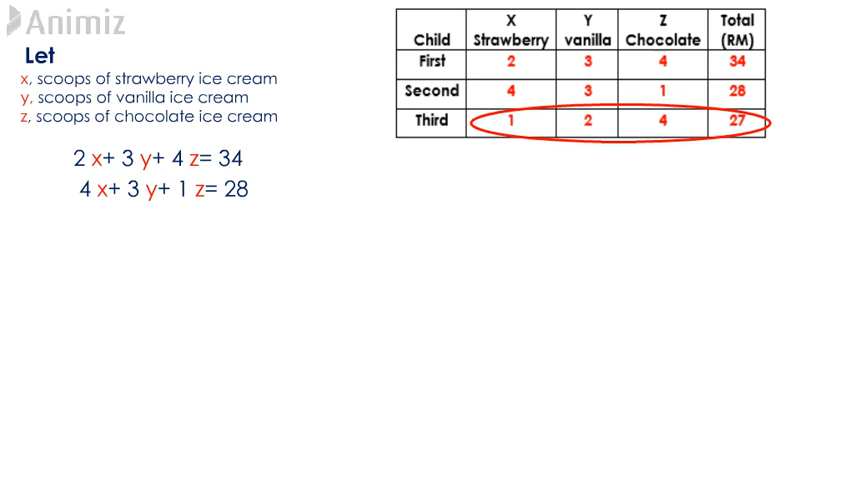 Animiz
Let
x, scoops of strawberry ice cream
y, scoops of vanilla ice cream
z, scoops of chocolate ice cream
2 x+ 3 y+ 4 z= 34
4 x+ 3 y+ 1 z= 28
Child X Strawberry Y vanilla Z Chocolate Total (RM)
First 2 3 4 34
Second 4 3 1 28
Third 1 2 4 27